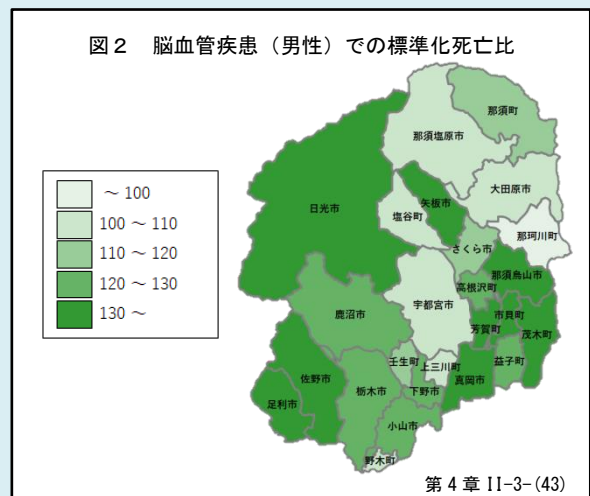 図2 脳血管疾患(男性)での標準化死亡比
~ 100
100 ~ 110
110 ~ 120
120 ~ 130
130 ~
那須町
那須塩原市
大田原市
日光市
矢板市
塩谷町
那珂川町
さくら市
那須烏山市
高根沢町
宇都宮市
鹿沼市
市貝町
芳賀町
茂木町
壬生町
上三川町
益子町
真岡市
下野市
佐野市
栃木市
足利市
小山市
野木町
第4章 II-3-(43)